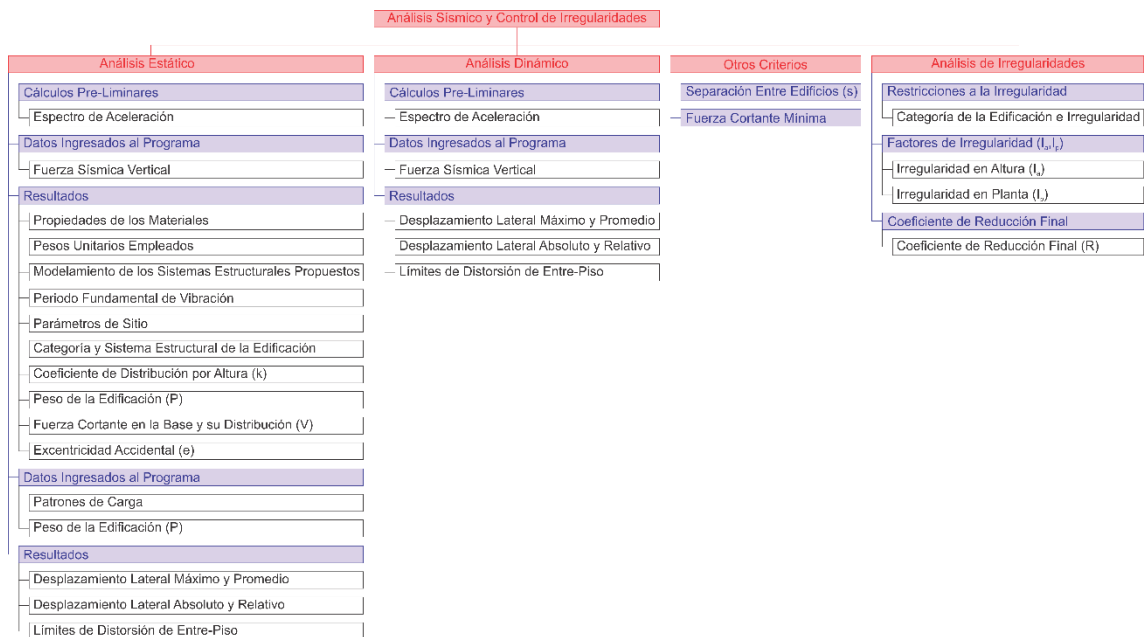 Análisis Sísmico y Control de Irregularidades
Análisis Estático
Cálculos Pre-Liminares
Espectro de Aceleración
Datos Ingresados al Programa
Fuerza Sísmica Vertical
Resultados
Propiedades de los Materiales
Pesos Unitarios Empleados
Modelamiento de los Sistemas Estructurales Propuestos
Periodo Fundamental de Vibración
Parámetros de Sitio
Categoría y Sistema Estructural de la Edificación
Coeficiente de Distribución por Altura (k)
Peso de la Edificación (P)
Fuerza Cortante en la Base y su Distribución (V)
Excentricidad Accidental (e)
Datos Ingresados al Programa
Patrones de Carga
Peso de la Edificación (P)
Resultados
Desplazamiento Lateral Máximo y Promedio
Desplazamiento Lateral Absoluto y Relativo
Límites de Distorsión de Entre-Piso
Análisis Dinámico
Cálculos Pre-Liminares
Espectro de Aceleración
Datos Ingresados al Programa
Fuerza Sísmica Vertical
Resultados
Desplazamiento Lateral Máximo y Promedio
Desplazamiento Lateral Absoluto y Relativo
Límites de Distorsión de Entre-Piso
Otros Criterios
Separación Entre Edificios (s)
Fuerza Cortante Mínima
Análisis de Irregularidades
Restricciones a la Irregularidad
Categoría de la Edificación e Irregularidad
Factores de Irregularidad (Iₐ,Iₚ)
Irregularidad en Altura (Iₐ)
Irregularidad en Planta (Iₚ)
Coeficiente de Reducción Final
Coeficiente de Reducción Final (R)